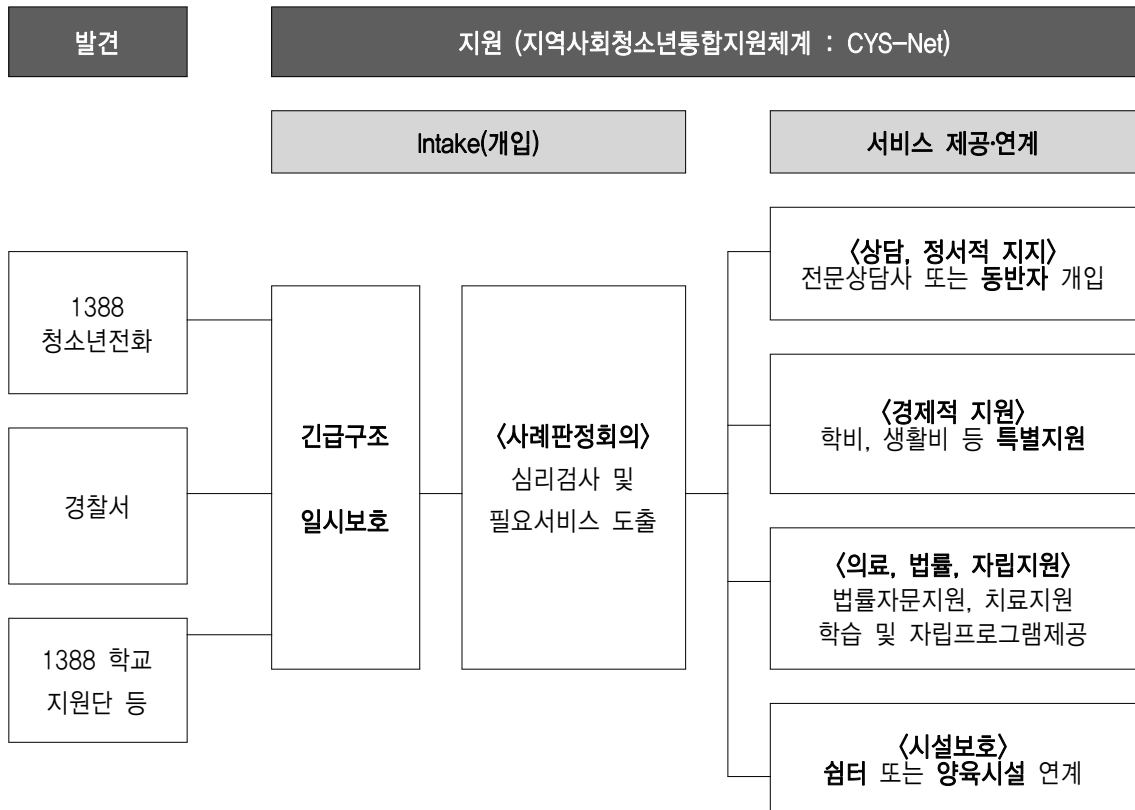 발견
지원 (지역사회청소년통합지원체계 : CYS-Net)
Intake(개입)
서비스 제공·연계
1388
청소년전화
경찰서
1388 학교
지원단 등
긴급구조
일시보호
<사례판정회의>
심리검사 및
필요서비스 도출
<상담, 정서적 지지>
전문상담사 또는 동반자 개입
<경제적 지원>
학비, 생활비 등 특별지원
<의료, 법률, 자립지원>
법률자문지원, 치료지원
학습 및 자립프로그램제공
<시설보호>
쉼터 또는 양육시설 연계